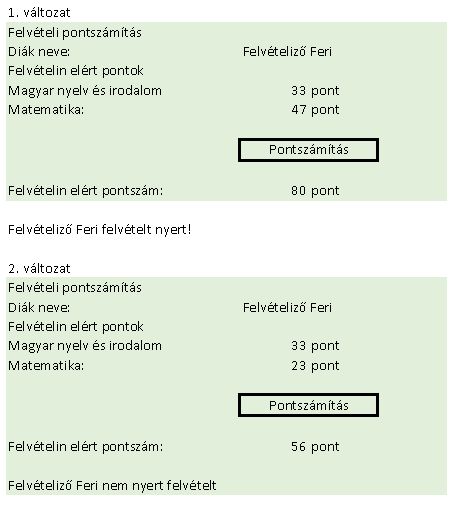 1. változat
Felvételi pontszámítás
Diák neve: Felvételiző Feri
Felvételin elért pontok
Magyar nyelv és irodalom 33 pont
Matematika: 47 pont
Pontszámítás
Felvételin elért pontszám: 80 pont
Felvételiző Feri felvételt nyert!
2. változat
Felvételi pontszámítás
Diák neve: Felvételiző Feri
Felvételin elért pontok
Magyar nyelv és irodalom 33 pont
Matematika: 23 pont
Pontszámítás
Felvételin elért pontszám: 56 pont
Felvételiző Feri nem nyert felvételt